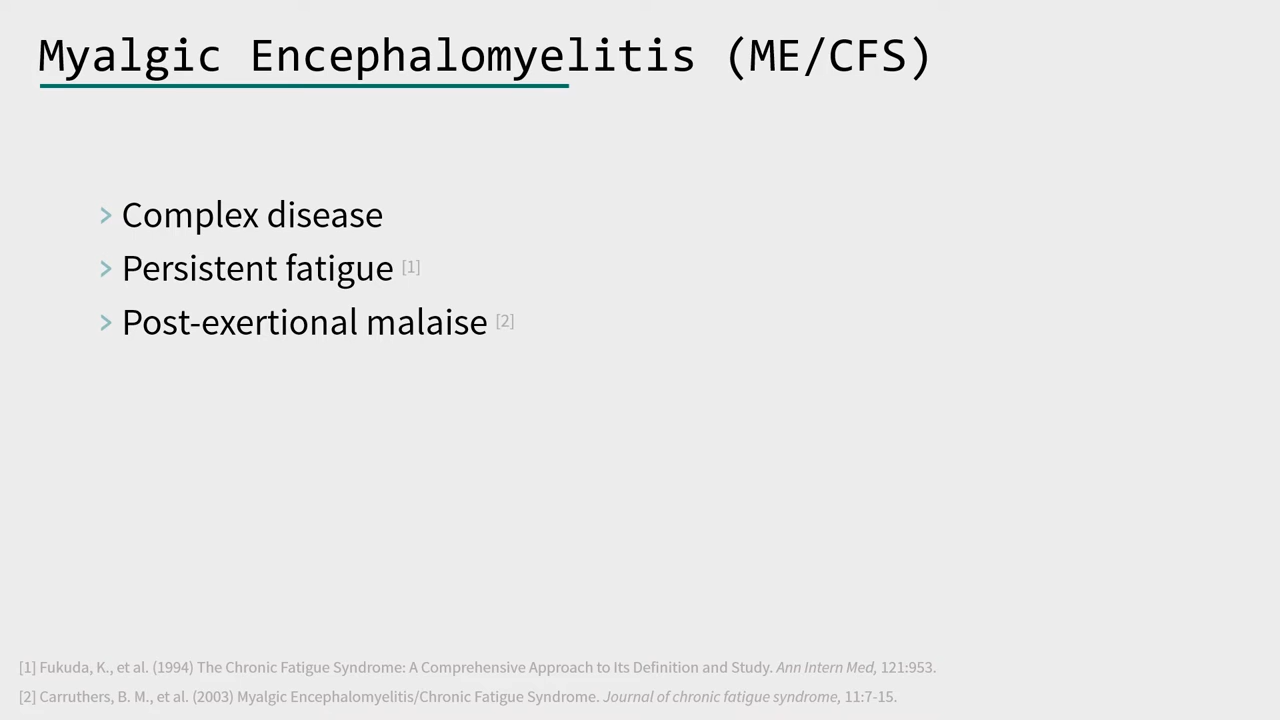 Myalgic Encephalomyelitis (ME/CFS)
> Complex disease
> Persistent fatigue [1]
> Post-exertional malaise [2]
[1] Fukuda, K., et al. (1994) The Chronic Fatigue Syndrome: A Comprehensive Approach to Its Definition and Study. Ann Intern Med, 121:953.
[2] Carruthers, B. M., et al. (2003) Myalgic Encephalomyelitis/Chronic Fatigue Syndrome. Journal of chronic fatigue syndrome, 11:7-15.